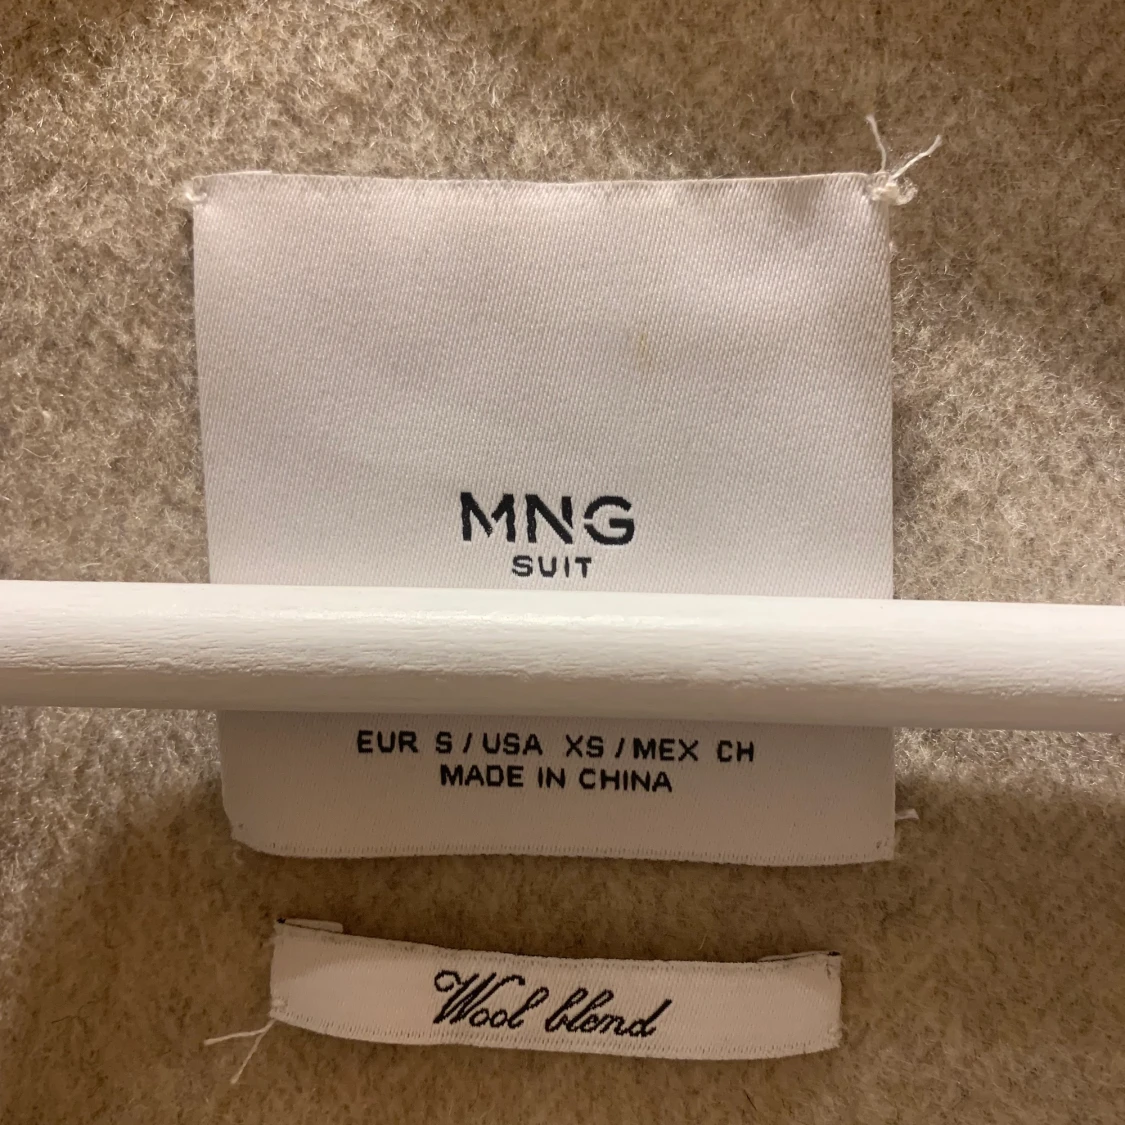 MNG
SUIT
EUR S / USA XS / MEX CH
MADE IN CHINA
Wool blend